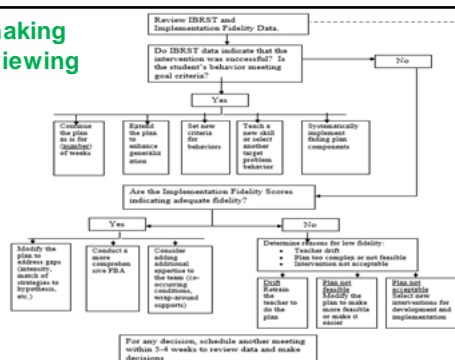 aking
viewing
Review IBRST and
Implementation Fidelity Data.
Do IBRST data indicate that the
intervention was successful? Is
the student's behavior meeting
goal criteria?
No
Yes
Continue
the plan
as is for
(number)
of weeks
Extend
the plan
to
enhance
generaliz
ation
Set new
criteria
for
behaviors
Teach a
new skill
or select
another
target
problem
behavior
Systematically
implement
fading plan
components
Are the Implementation Fidelity Scores
indicating adequate fidelity?
Yes
No
Modify the
plan to
address gaps
(intensity,
match of
strategies to
hypothesis,
etc.)
Conduct a
more
comprehen
sive FBA
Consider
adding
additional
expertise to
the team (co-
occurring
conditions,
wrap-around
supports)
Determine reasons for low fidelity:
• Teacher drift
• Plan too complex or not feasible
• Intervention not acceptable
Drift
Retrain
the
teacher to
do the
plan
Plan not
feasible
Modify the
plan to make
more feasible
or make it
easier
Plan not
acceptable
Select new
interventions for
development and
implementation
For any decision, schedule another meeting
within 3-4 weeks to review data and make
decisions